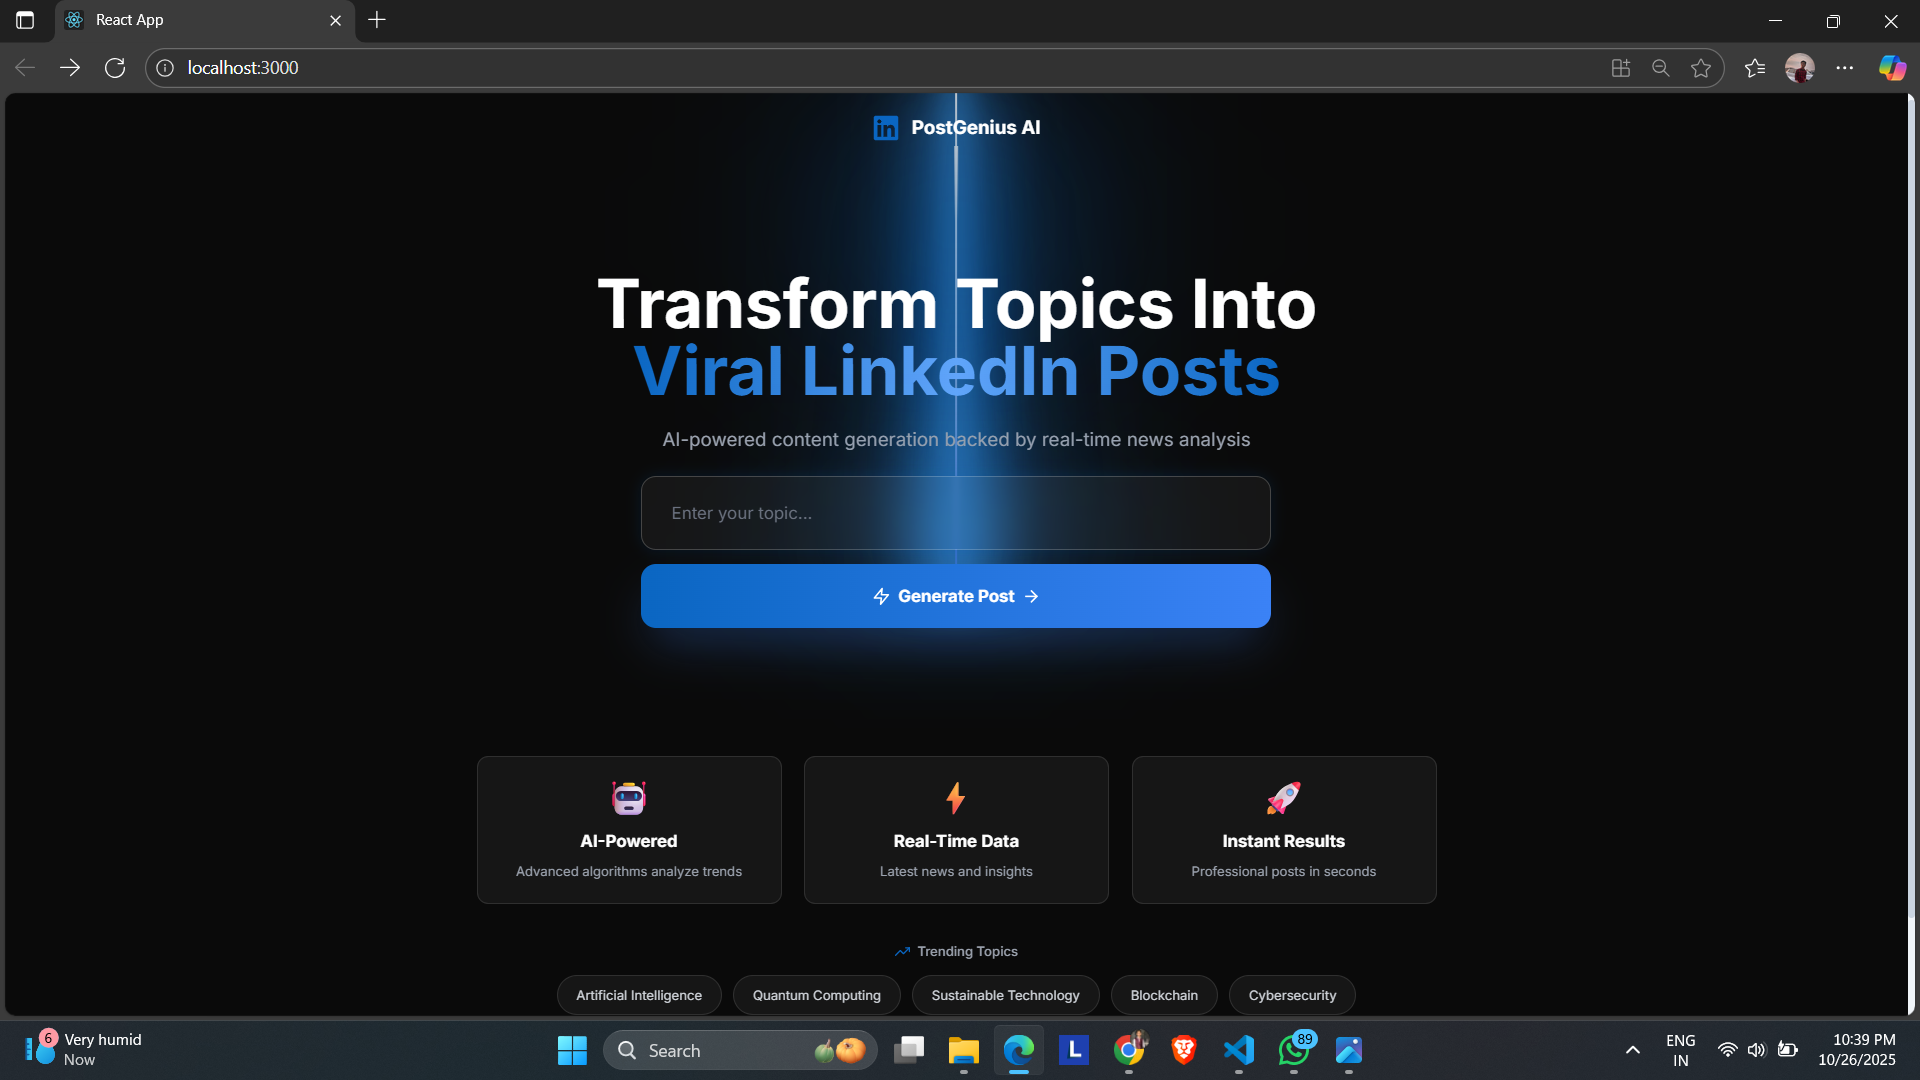 React App
localhost:3000
in PostGenius AI
Transform Topics Into
Viral LinkedIn Posts
AI-powered content generation backed by real-time news analysis
Enter your topic...
Generate Post
AI-Powered
Advanced algorithms analyze trends
Real-Time Data
Latest news and insights
Instant Results
Professional posts in seconds
Trending Topics
Artificial Intelligence
Quantum Computing
Sustainable Technology
Blockchain
Cybersecurity
6
Very humid
Now
Search
L
89
ENG
IN
10:39 PM
10/26/2025